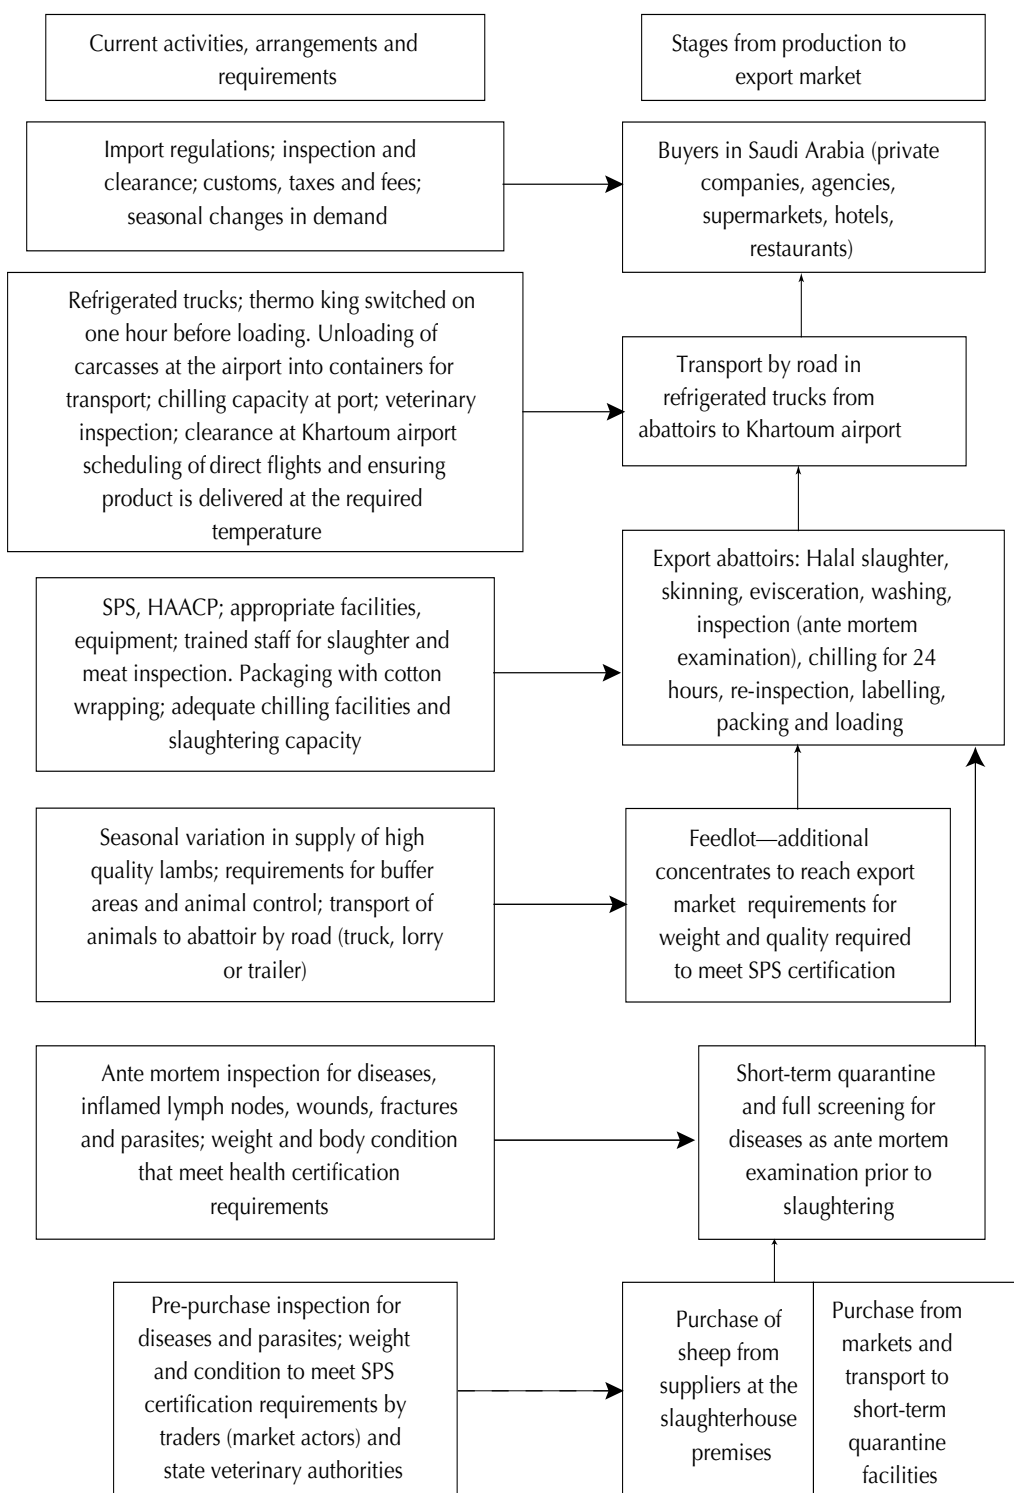 Current activities, arrangements and
requirements
Stages from production to
export market
Import regulations; inspection and
clearance; customs, taxes and fees;
seasonal changes in demand
Buyers in Saudi Arabia (private
companies, agencies,
supermarkets, hotels,
restaurants)
Refrigerated trucks; thermo king switched on
one hour before loading. Unloading of
carcasses at the airport into containers for
transport; chilling capacity at port; veterinary
inspection; clearance at Khartoum airport
scheduling of direct flights and ensuring
product is delivered at the required
temperature
Transport by road in
refrigerated trucks from
abattoirs to Khartoum airport
SPS, HAACP; appropriate facilities,
equipment; trained staff for slaughter and
meat inspection. Packaging with cotton
wrapping; adequate chilling facilities and
slaughtering capacity
Export abattoirs: Halal slaughter,
skinning, evisceration, washing,
inspection (ante mortem
examination), chilling for 24
hours, re-inspection, labelling,
packing and loading
Seasonal variation in supply of high
quality lambs; requirements for buffer
areas and animal control; transport of
animals to abattoir by road (truck, lorry
or trailer)
Feedlot—additional
concentrates to reach export
market requirements for
weight and quality required
to meet SPS certification
Ante mortem inspection for diseases,
inflamed lymph nodes, wounds, fractures
and parasites; weight and body condition
that meet health certification
requirements
Short-term quarantine
and full screening for
diseases as ante mortem
examination prior to
slaughtering
Pre-purchase inspection for
diseases and parasites; weight
and condition to meet SPS
certification requirements by
traders (market actors) and
state veterinary authorities
Purchase of
sheep from
suppliers at the
slaughterhouse
premises
Purchase from
markets and
transport to
short-term
quarantine
facilities